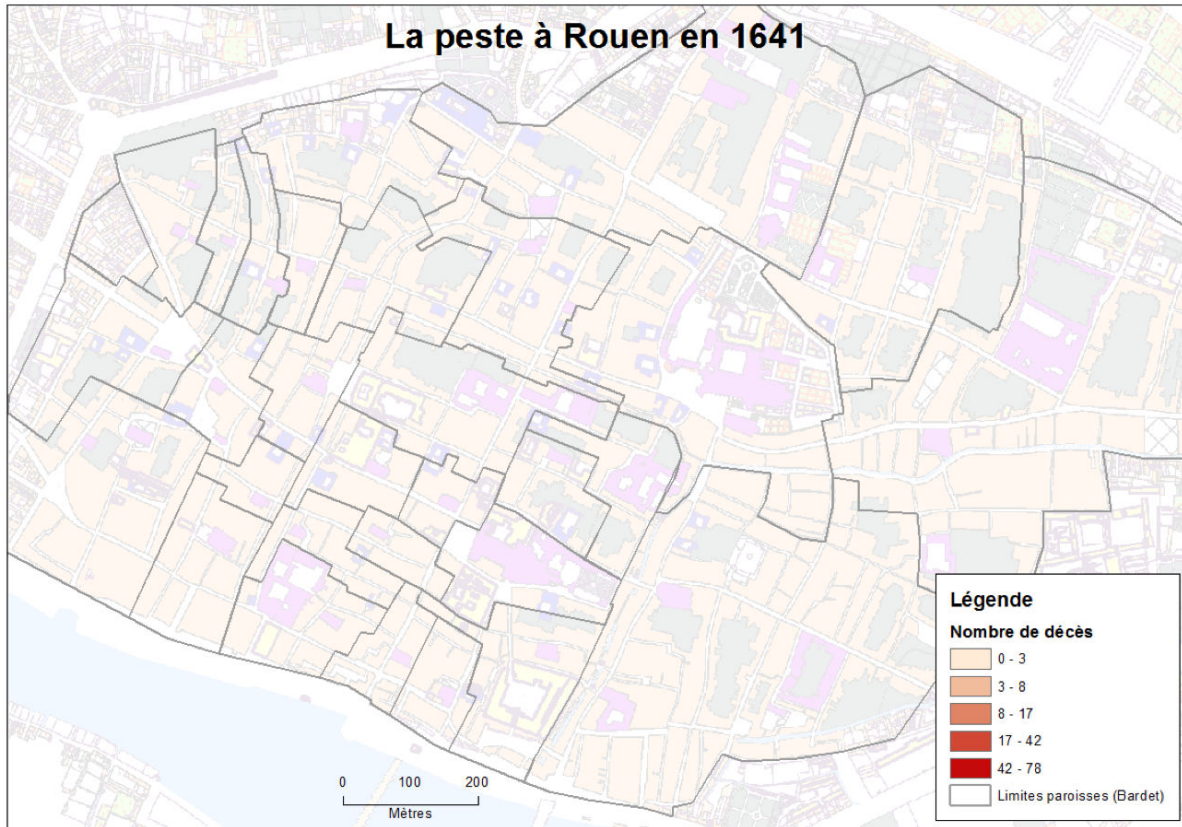 La peste à Rouen en 1641
Légende
Nombre de décès
0 - 3
3 - 8
8 - 17
17 - 42
42 - 78
Limites paroisses (Bardet)
0 100 200
Mètres